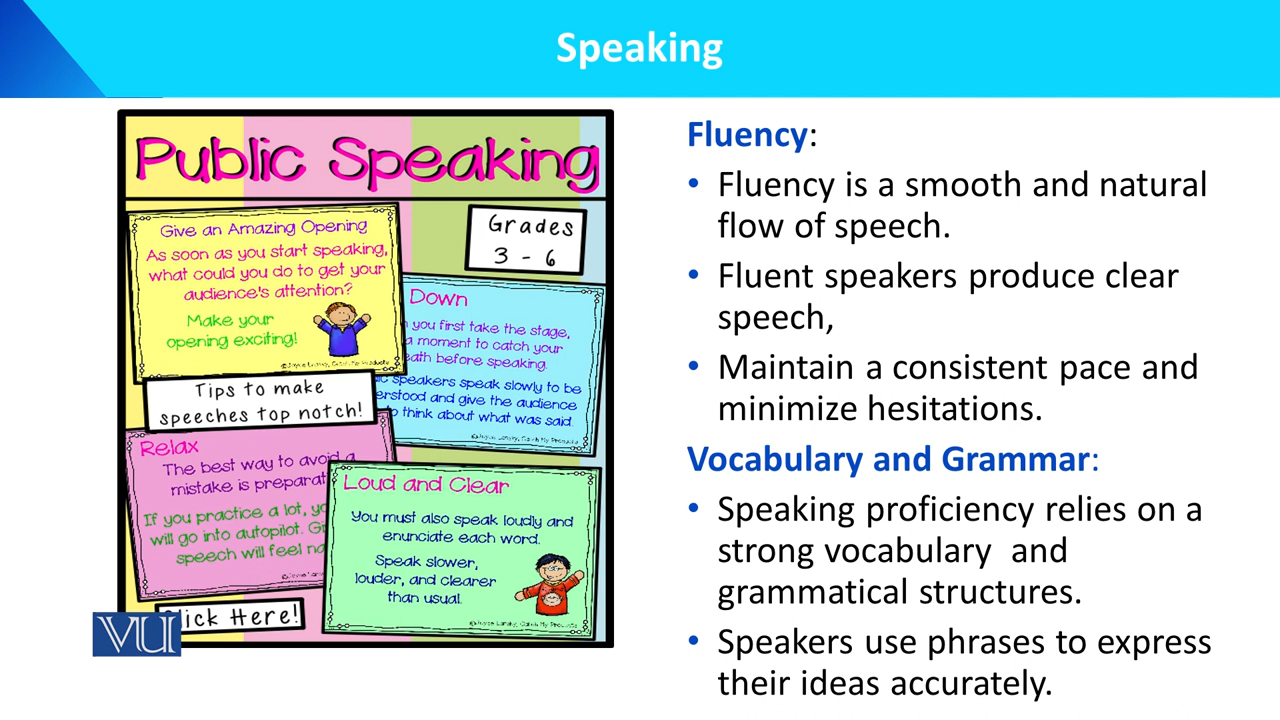 Speaking
Public Speaking
Grades
3 - 6
Give an Amazing Opening
As soon as you start speaking,
what could you do to get your
audience's attention?
Make your
opening exciting!
Down
you first take the stage,
a moment to catch your
before speaking.
speakers speak slowly to be
and give the audience
think about what was said
Tips to make
speeches top notch!
Relax
The best way to avoid a
mistake is
If you practice a lot,
will go into autopilot.
speech will feel
Loud and Clear
You must also speak loudly and
enunciate each word.
Speak slower,
louder, and clearer
than usual.
Here!
VU
Fluency:
• Fluency is a smooth and natural
flow of speech.
• Fluent speakers produce clear
speech,
• Maintain a consistent pace and
minimize hesitations.
Vocabulary and Grammar:
• Speaking proficiency relies on a
strong vocabulary and
grammatical structures.
• Speakers use phrases to express
their ideas accurately.